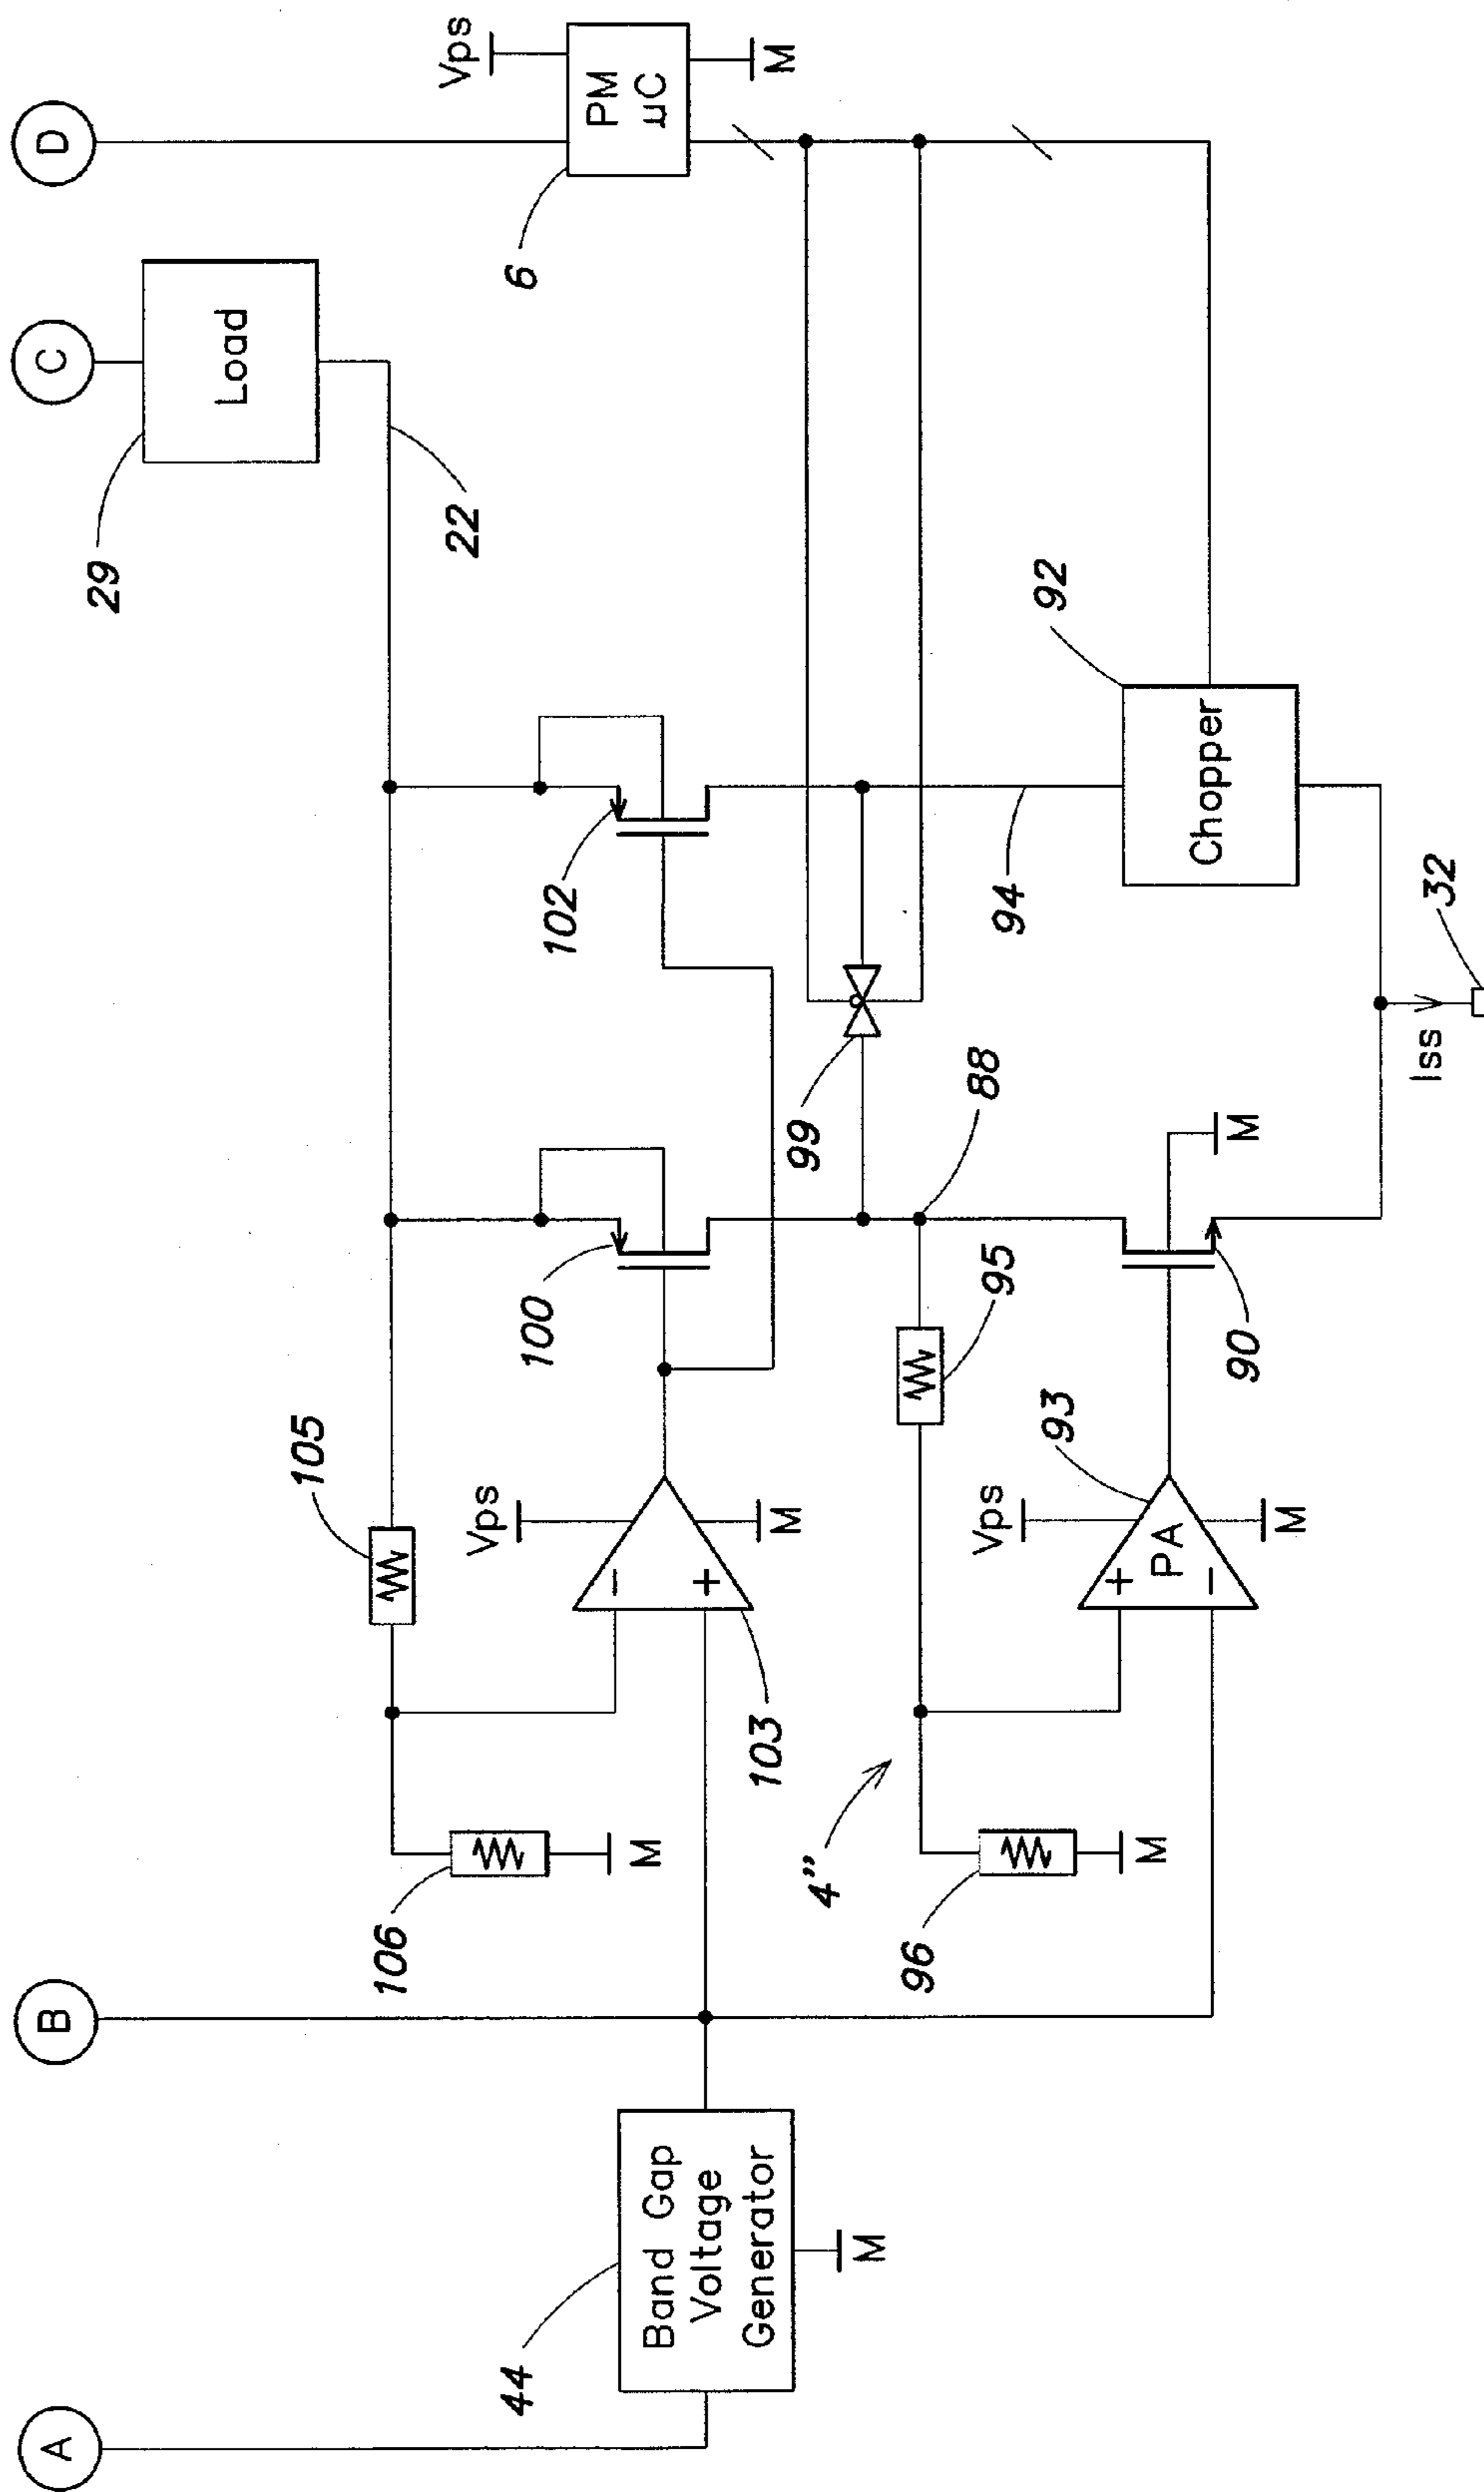 A
B
C
D
44
Band Gap
Voltage
Generator
M
106
M
105
Vps
−
+
M
103
100
102
29
Load
22
Vps
PM
μC
M
6
4”
96
M
95
Vps
+
PA
−
M
93
88
99
90
M
94
92
Chopper
Iss
32